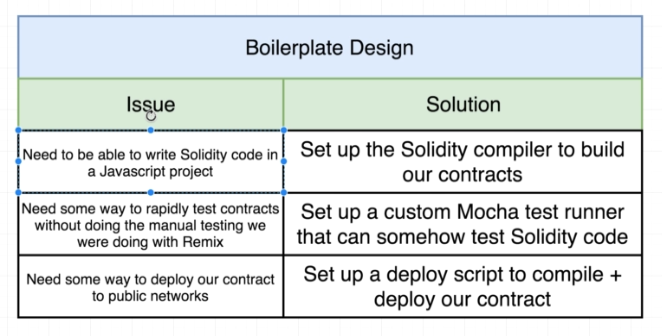 Boilerplate Design
Issue
Solution
Need to be able to write Solidity code in
a Javascript project
Set up the Solidity compiler to build
our contracts
Need some way to rapidly test contracts
without doing the manual testing we
were doing with Remix
Set up a custom Mocha test runner
that can somehow test Solidity code
Need some way to deploy our contract
to public networks
Set up a deploy script to compile +
deploy our contract